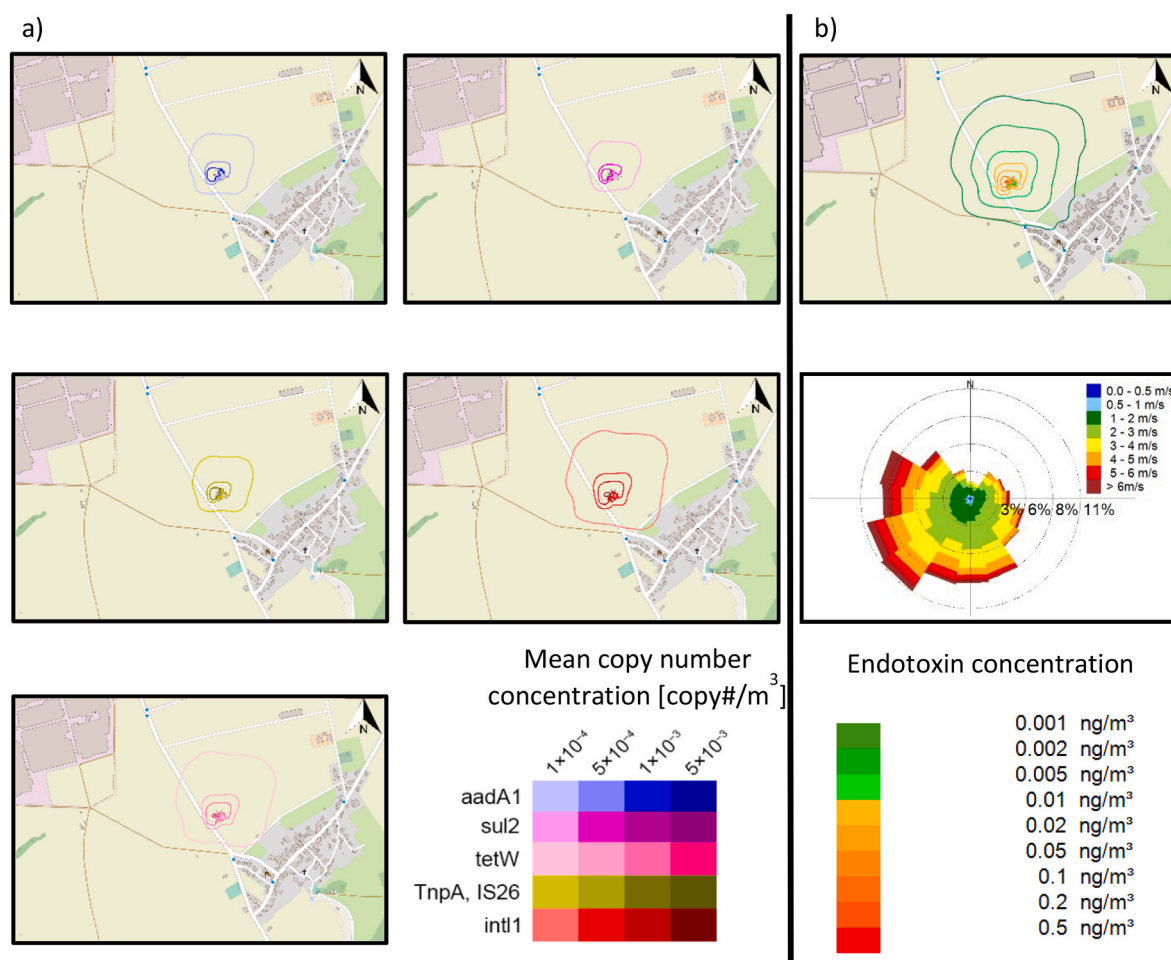 a)
b)
N
N
N
N
N
0.0 - 0.5 m/s
0.5 - 1 m/s
1 - 2 m/s
2 - 3 m/s
3 - 4 m/s
4 - 5 m/s
5 - 6 m/s
> 6m/s
N
3% 6% 8% 11%
N
Mean copy number
concentration [copy#/m³]
1×10⁻⁴ 5×10⁻⁴ 1×10⁻³ 5×10⁻³
aadA1
sul2
tetW
TnpA, IS26
intl1
Endotoxin concentration
0.001 ng/m³
0.002 ng/m³
0.005 ng/m³
0.01 ng/m³
0.02 ng/m³
0.05 ng/m³
0.1 ng/m³
0.2 ng/m³
0.5 ng/m³